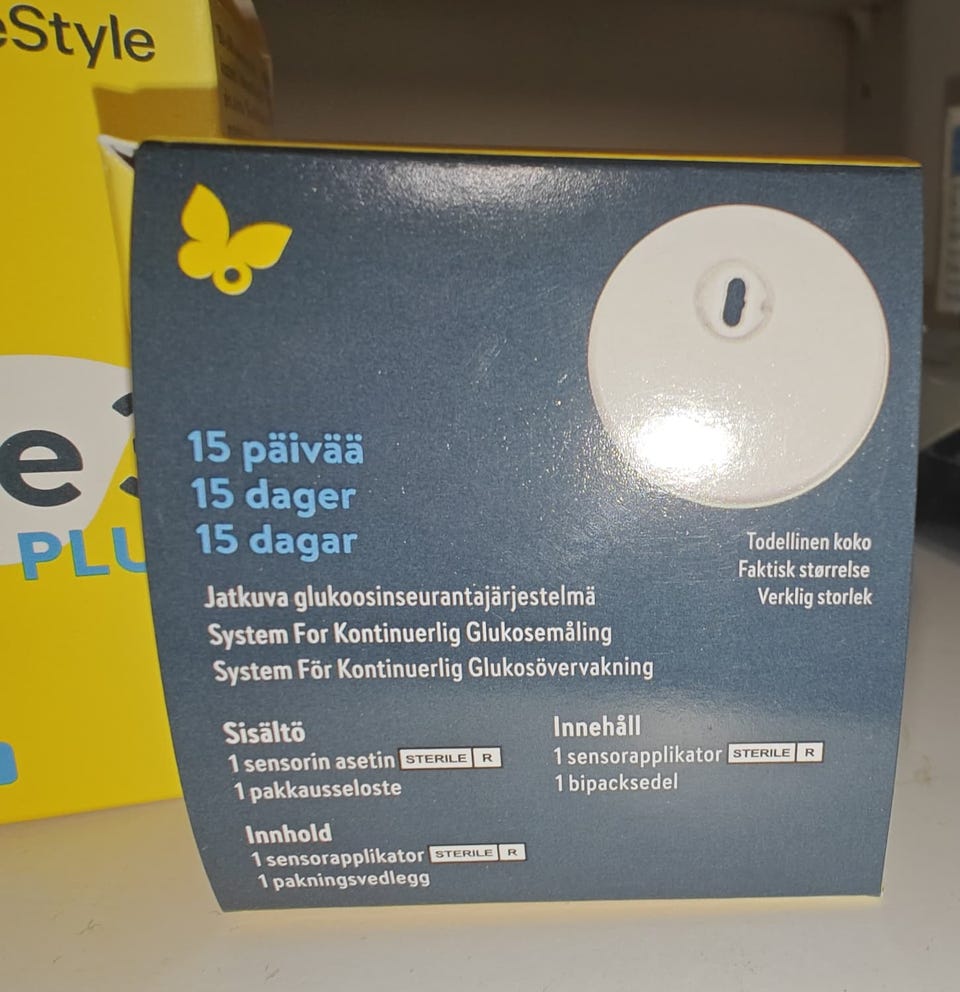 eStyle
e 3
PLU
15 päivää
15 dager
15 dagar
Todellinen koko
Faktisk størrelse
Verklig storlek
Jatkuva glukoosinseurantajärjestelmä
System For Kontinuerlig Glukosemåling
System För Kontinuerlig Glukosövervakning
Sisältö
1 sensorin asetin STERILE R
1 pakkausseloste
Innehåll
1 sensorapplikator STERILE R
1 bipacksedel
Innhold
1 sensorapplikator STERILE R
1 pakningsvedlegg